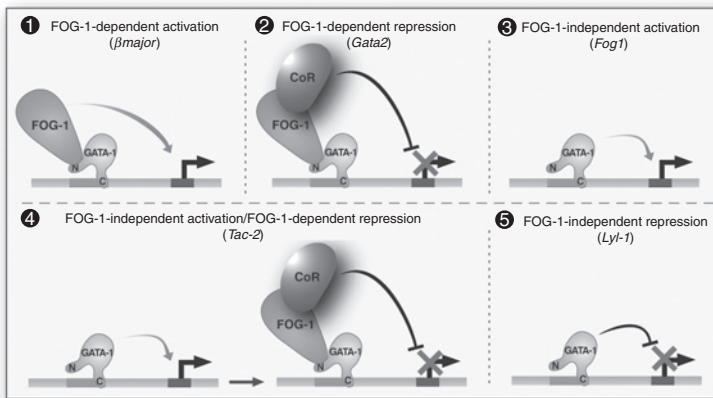 1 FOG-1-dependent activation
(βmajor)
FOG-1
GATA-1
N
C
2 FOG-1-dependent repression
(Gata2)
CoR
FOG-1
GATA-1
N
C
3 FOG-1-independent activation
(Fog1)
GATA-1
N
C
4 FOG-1-independent activation/FOG-1-dependent repression
(Tac-2)
GATA-1
N
C
CoR
FOG-1
GATA-1
N
C
5 FOG-1-independent repression
(Lyl-1)
GATA-1
N
C